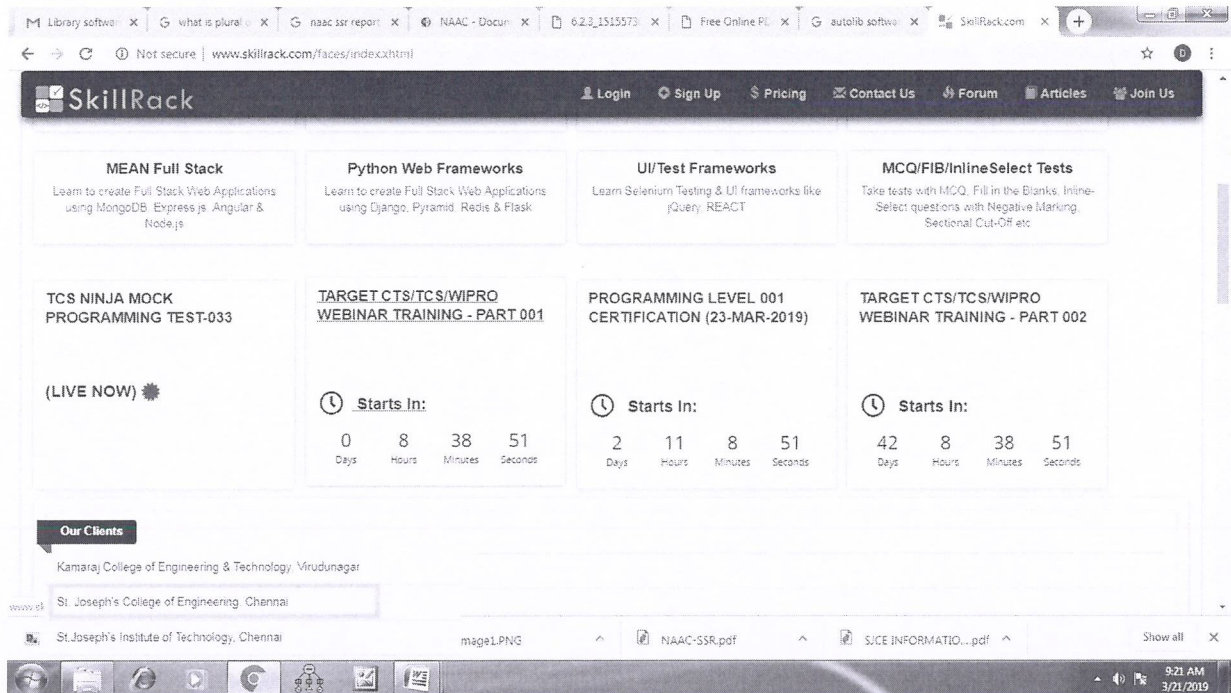 Library softwar
what is plural o
naac ssr report
NAAC - Docum
6.2.3_1515573
Free Online PD
autolib softwa
SkillRack.com
Not secure | www.skillrack.com/faces/index.xhtml
SkillRack
Login
Sign Up
Pricing
Contact Us
Forum
Articles
Join Us
MEAN Full Stack
Learn to create Full Stack Web Applications
using MongoDB, Express js, Angular &
Node.js
Python Web Frameworks
Learn to create Full Stack Web Applications
using Django, Pyramid, Redis & Flask
UI/Test Frameworks
Learn Selenium Testing & UI frameworks like
jQuery, REACT
MCQ/FIB/InlineSelect Tests
Take tests with MCQ, Fill in the Blanks, Inline-
Select questions with Negative Marking,
Sectional Cut-Off etc
TCS NINJA MOCK
PROGRAMMING TEST-033
(LIVE NOW)
TARGET CTS/TCS/WIPRO
WEBINAR TRAINING - PART 001
Starts In:
0 8 38 51
Days Hours Minutes Seconds
PROGRAMMING LEVEL 001
CERTIFICATION (23-MAR-2019)
Starts In:
2 11 8 51
Days Hours Minutes Seconds
TARGET CTS/TCS/WIPRO
WEBINAR TRAINING - PART 002
Starts In:
42 8 38 51
Days Hours Minutes Seconds
Our Clients
Kamaraj College of Engineering & Technology, Virudunagar
St. Joseph's College of Engineering, Chennai
www.sk
St.Joseph's Institute of Technology, Chennai
mage1.PNG
NAAC-SSR.pdf
SJCE INFORMATIO....pdf
Show all
9:21 AM
3/21/2019